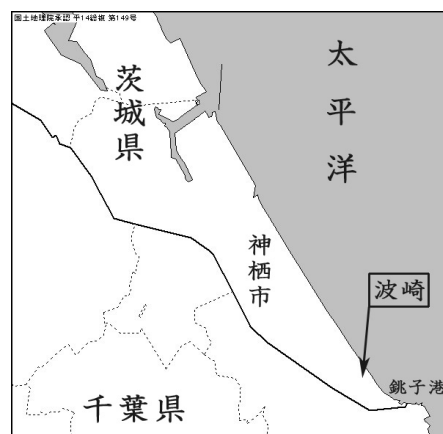 国土地理院承認 平14総複 第149号
茨城県
太平洋
神栖市
波崎
銚子港
千葉県